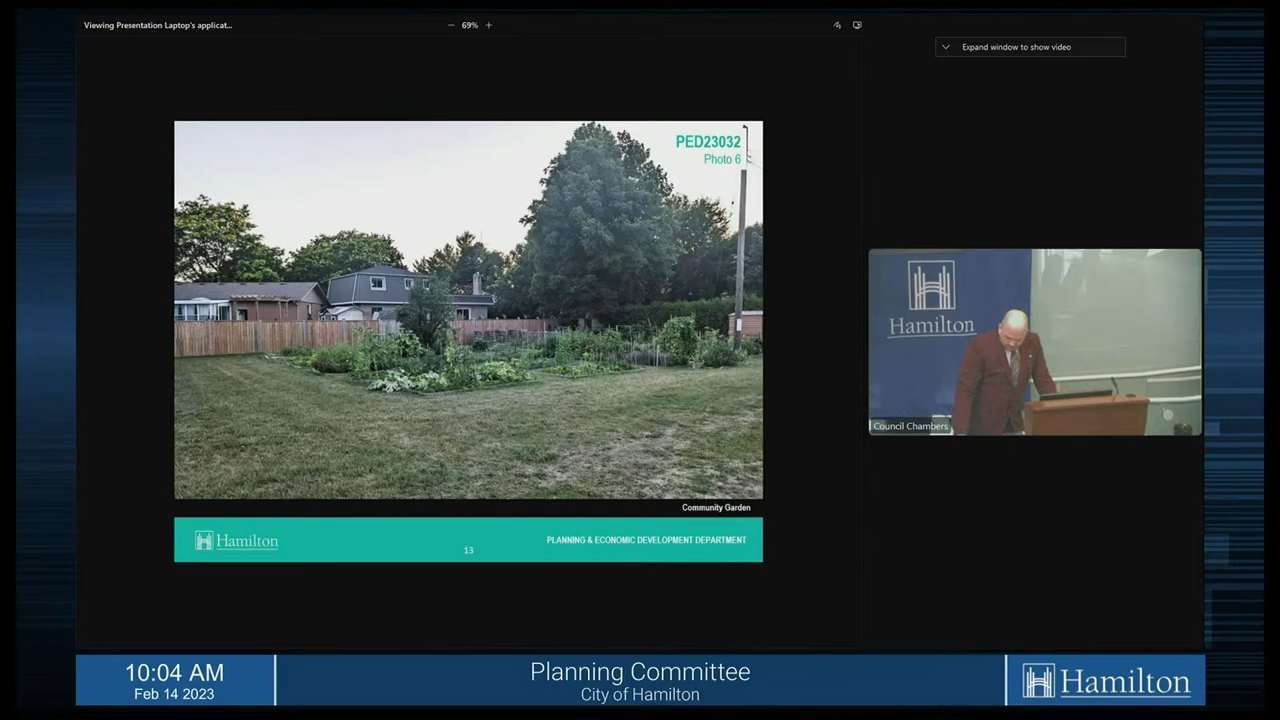 Viewing Presentation Laptop's applicat...
69%
Expand window to show video
PED23032
Photo 6
Hamilton
Council Chambers
Community Garden
Hamilton
13
PLANNING & ECONOMIC DEVELOPMENT DEPARTMENT
10:04 AM
Feb 14 2023
Planning Committee
City of Hamilton
Hamilton